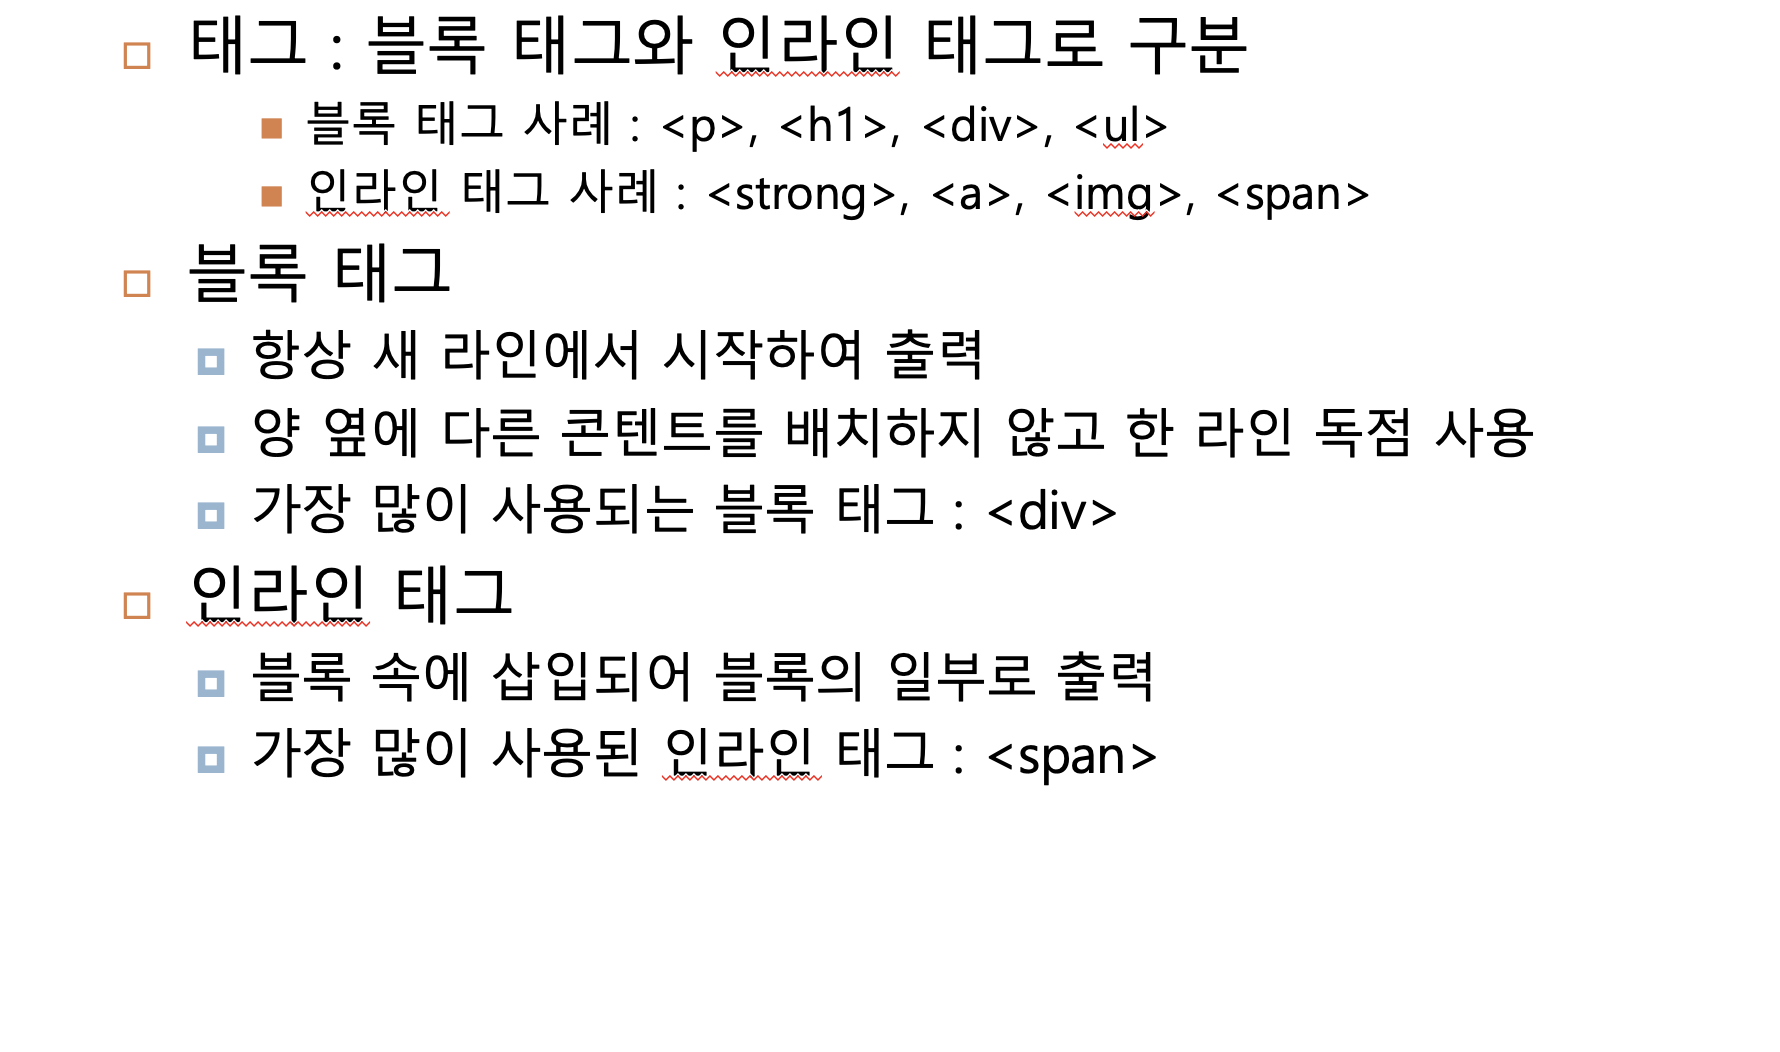 태그 : 블록 태그와 인라인 태그로 구분
블록 태그 사례 : <p>, <h1>, <div>, <ul>
인라인 태그 사례 : <strong>, <a>, <img>, <span>
블록 태그
항상 새 라인에서 시작하여 출력
양 옆에 다른 콘텐트를 배치하지 않고 한 라인 독점 사용
가장 많이 사용되는 블록 태그 : <div>
인라인 태그
블록 속에 삽입되어 블록의 일부로 출력
가장 많이 사용된 인라인 태그 : <span>